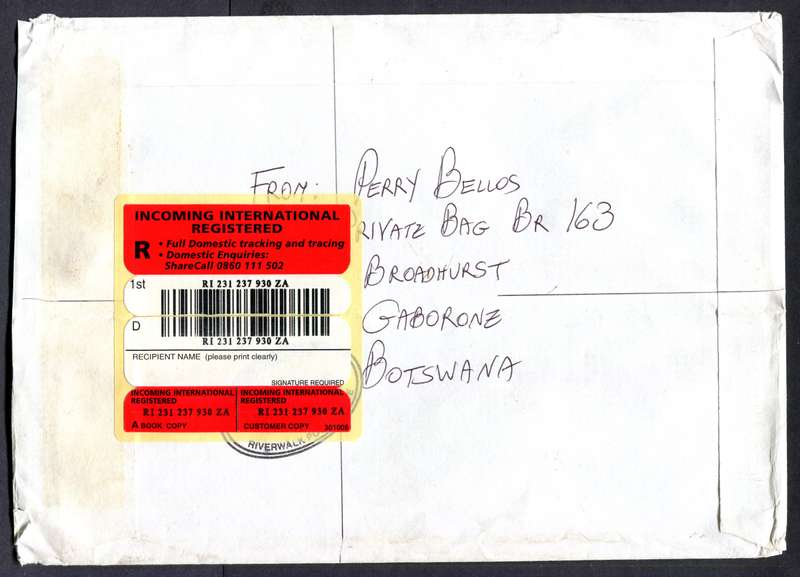 From: Perry Bellos
Private Bag Br 163
Broadhurst
Gaborone
Botswana
INCOMING INTERNATIONAL
REGISTERED
R • Full Domestic tracking and tracing
• Domestic Enquiries:
ShareCall 0860 111 502
1st RI 231 237 930 ZA
D RI 231 237 930 ZA
RECIPIENT NAME (please print clearly)
SIGNATURE REQUIRED
INCOMING INTERNATIONAL
REGISTERED
RI 231 237 930 ZA
A BOOK COPY
INCOMING INTERNATIONAL
REGISTERED
RI 231 237 930 ZA
CUSTOMER COPY 301006
RIVERWALK